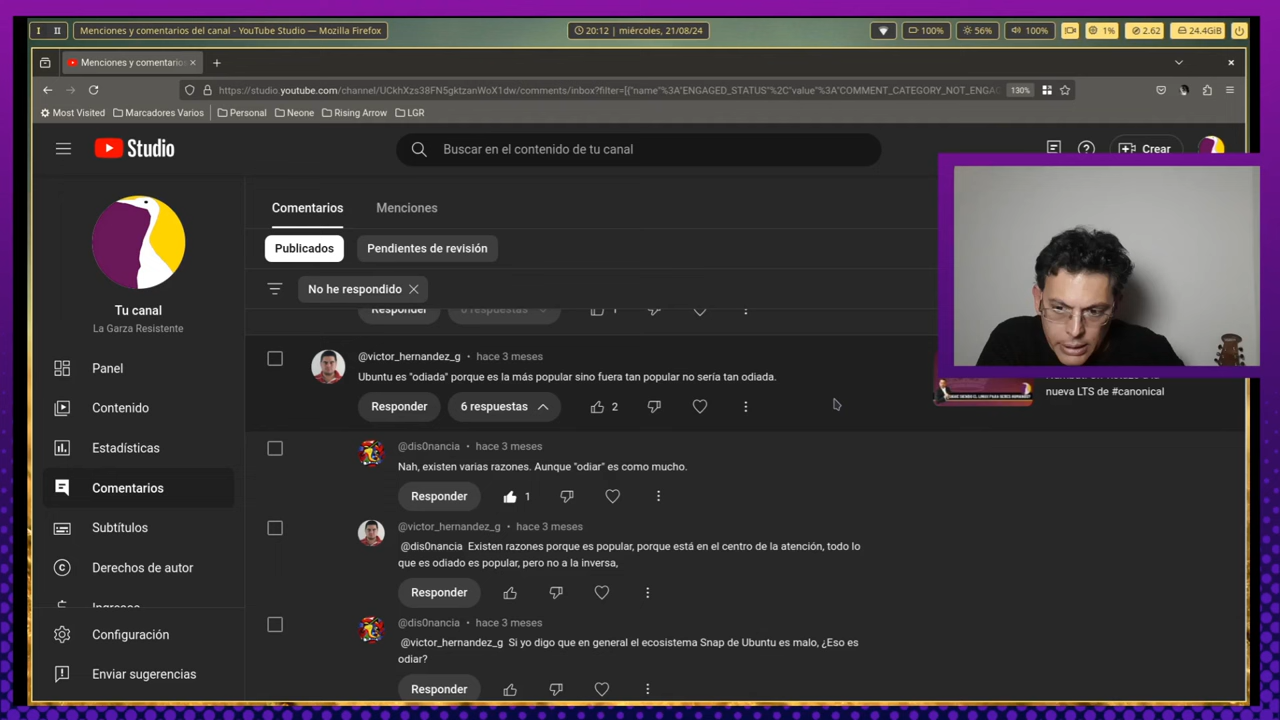 I II Menciones y comentarios del canal - YouTube Studio — Mozilla Firefox 20:12 | miércoles, 21/08/24 100% 56% 100% 1% 2.62 24.4GiB
Menciones y comentarios
https://studio.youtube.com/channel/UCkhXzs38FN5gktzanWoX1dw/comments/inbox?filter=[{"name"%3A"ENGAGED_STATUS"%2C"value"%3A"COMMENT_CATEGORY_NOT_ENGAG 130%
Most Visited Marcadores Varios Personal Neone Rising Arrow LGR
Studio Buscar en el contenido de tu canal Crear
Tu canal
La Garza Resistente
Panel
Contenido
Estadísticas
Comentarios
Subtítulos
Derechos de autor
Ingresos
Configuración
Enviar sugerencias
Comentarios Menciones
Publicados Pendientes de revisión
No he respondido
Responder 6 respuestas 1
@victor_hernandez_g • hace 3 meses
Ubuntu es "odiada" porque es la más popular sino fuera tan popular no sería tan odiada.
Responder 6 respuestas 2
nueva LTS de #canonical
@dis0nancia • hace 3 meses
Nah, existen varias razones. Aunque "odiar" es como mucho.
Responder 1
@victor_hernandez_g • hace 3 meses
@dis0nancia Existen razones porque es popular, porque está en el centro de la atención, todo lo
que es odiado es popular, pero no a la inversa,
Responder
@dis0nancia • hace 3 meses
@victor_hernandez_g Si yo digo que en general el ecosistema Snap de Ubuntu es malo, ¿Eso es
odiar?
Responder